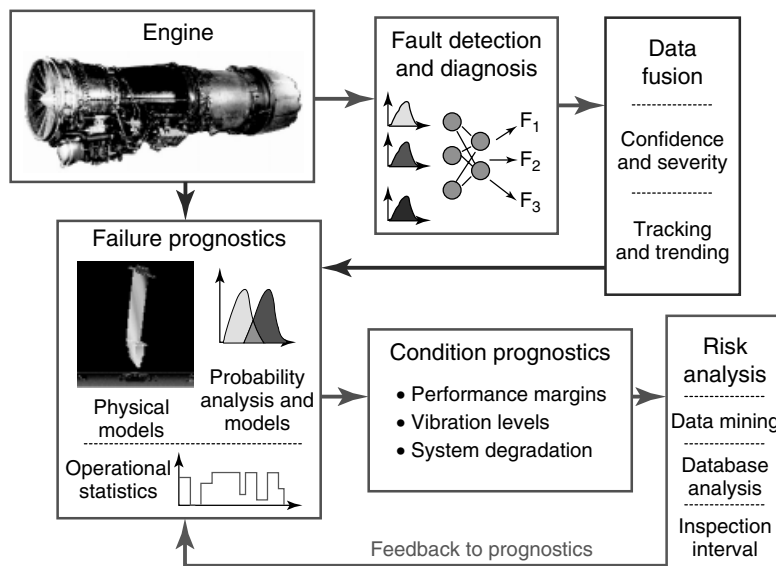 Engine
Fault detection
and diagnosis
F1
F2
F3
Data
fusion
Confidence
and severity
Tracking
and trending
Failure prognostics
Physical
models
Probability
analysis and
models
Operational
statistics
Condition prognostics
• Performance margins
• Vibration levels
• System degradation
Risk
analysis
Data mining
Database
analysis
Inspection
interval
Feedback to prognostics